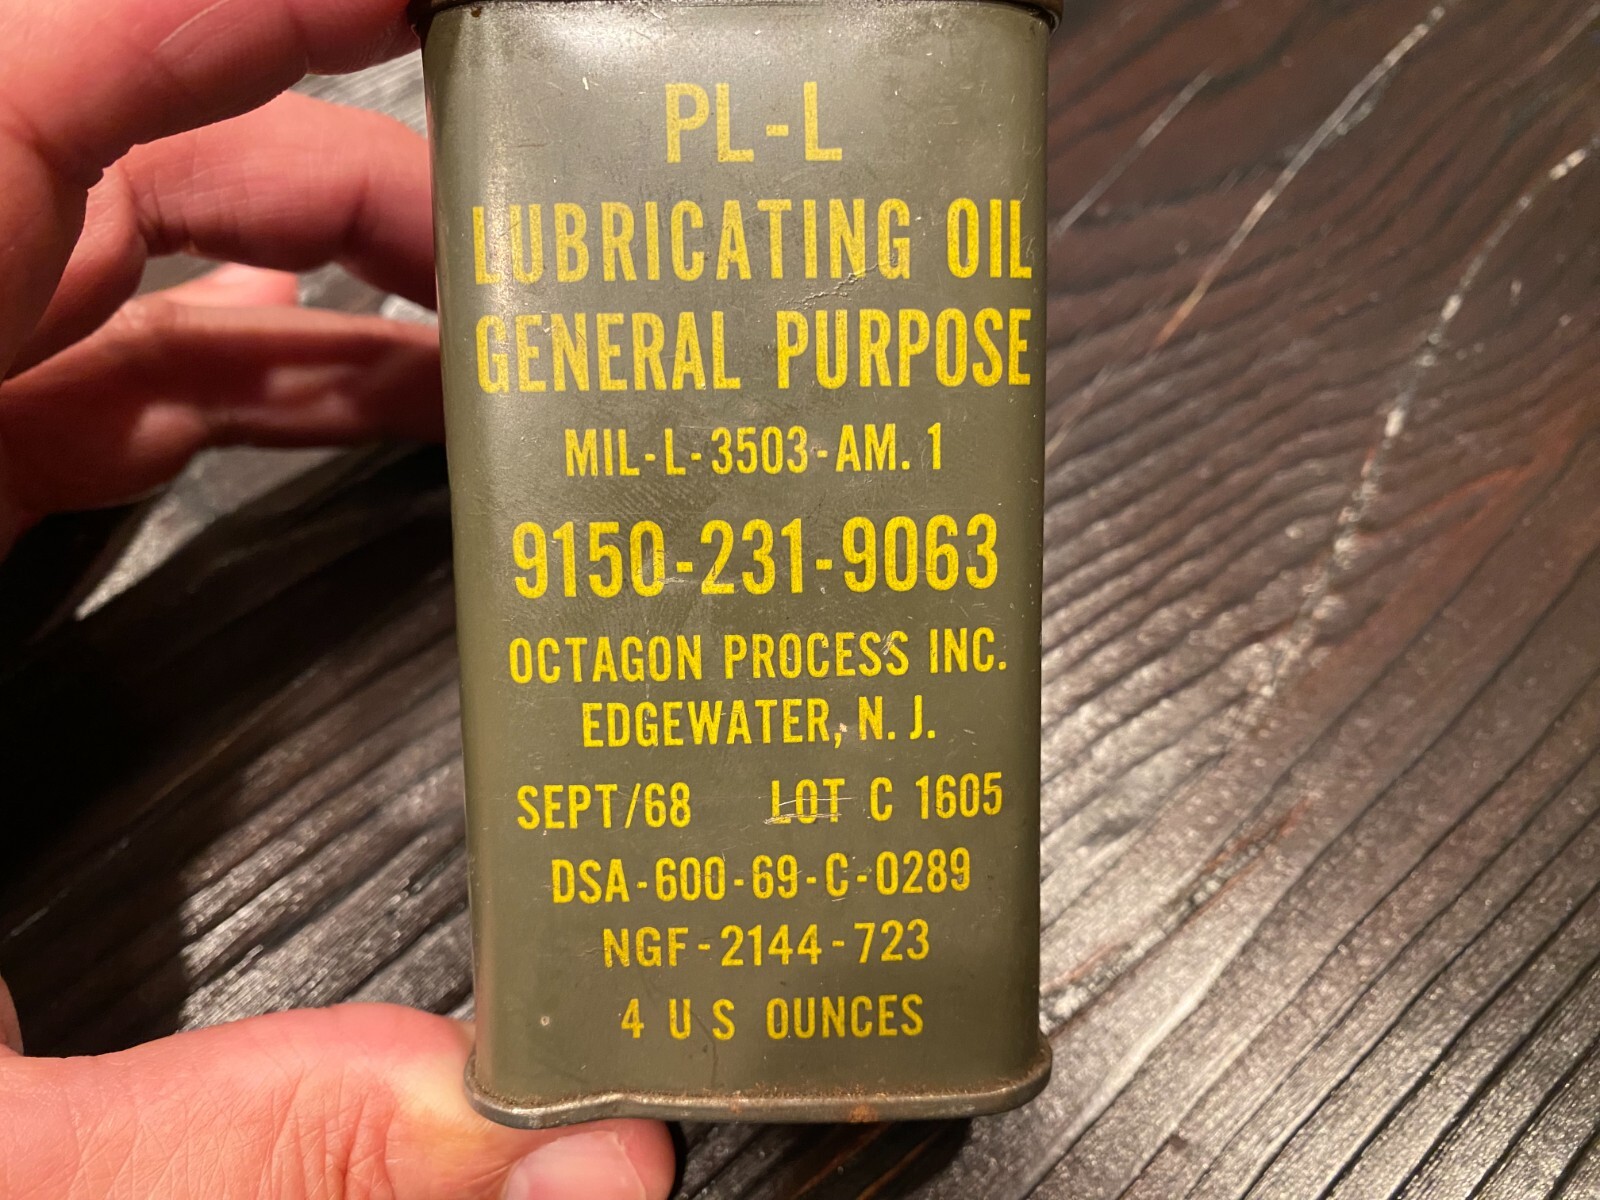 PL-L
LUBRICATING OIL
GENERAL PURPOSE
MIL-L-3503-AM. 1
9150-231-9063
OCTAGON PROCESS INC.
EDGEWATER, N. J.
SEPT/68 LOT C 1605
DSA-600-69-C-0289
NGF-2144-723
4 U S OUNCES